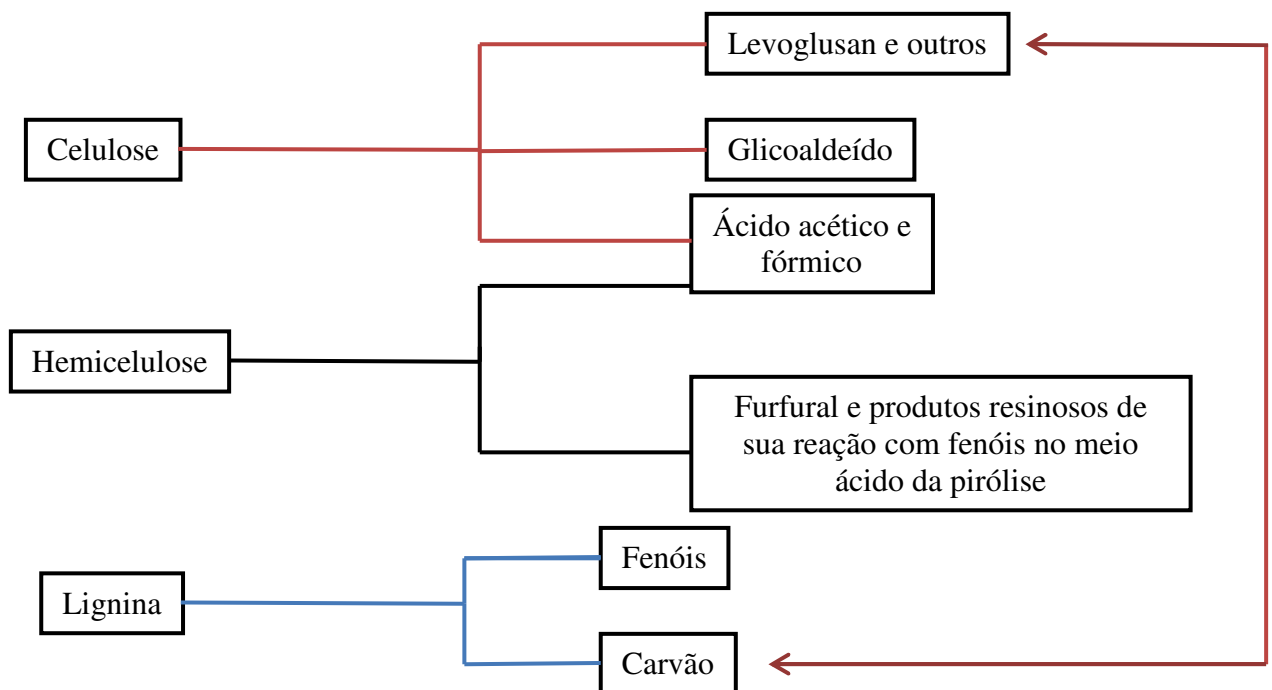 Levoglusan e outros
Celulose
Glicoaldeído
Ácido acético e
fórmico
Hemicelulose
Furfural e produtos resinosos de
sua reação com fenóis no meio
ácido da pirólise
Fenóis
Lignina
Carvão